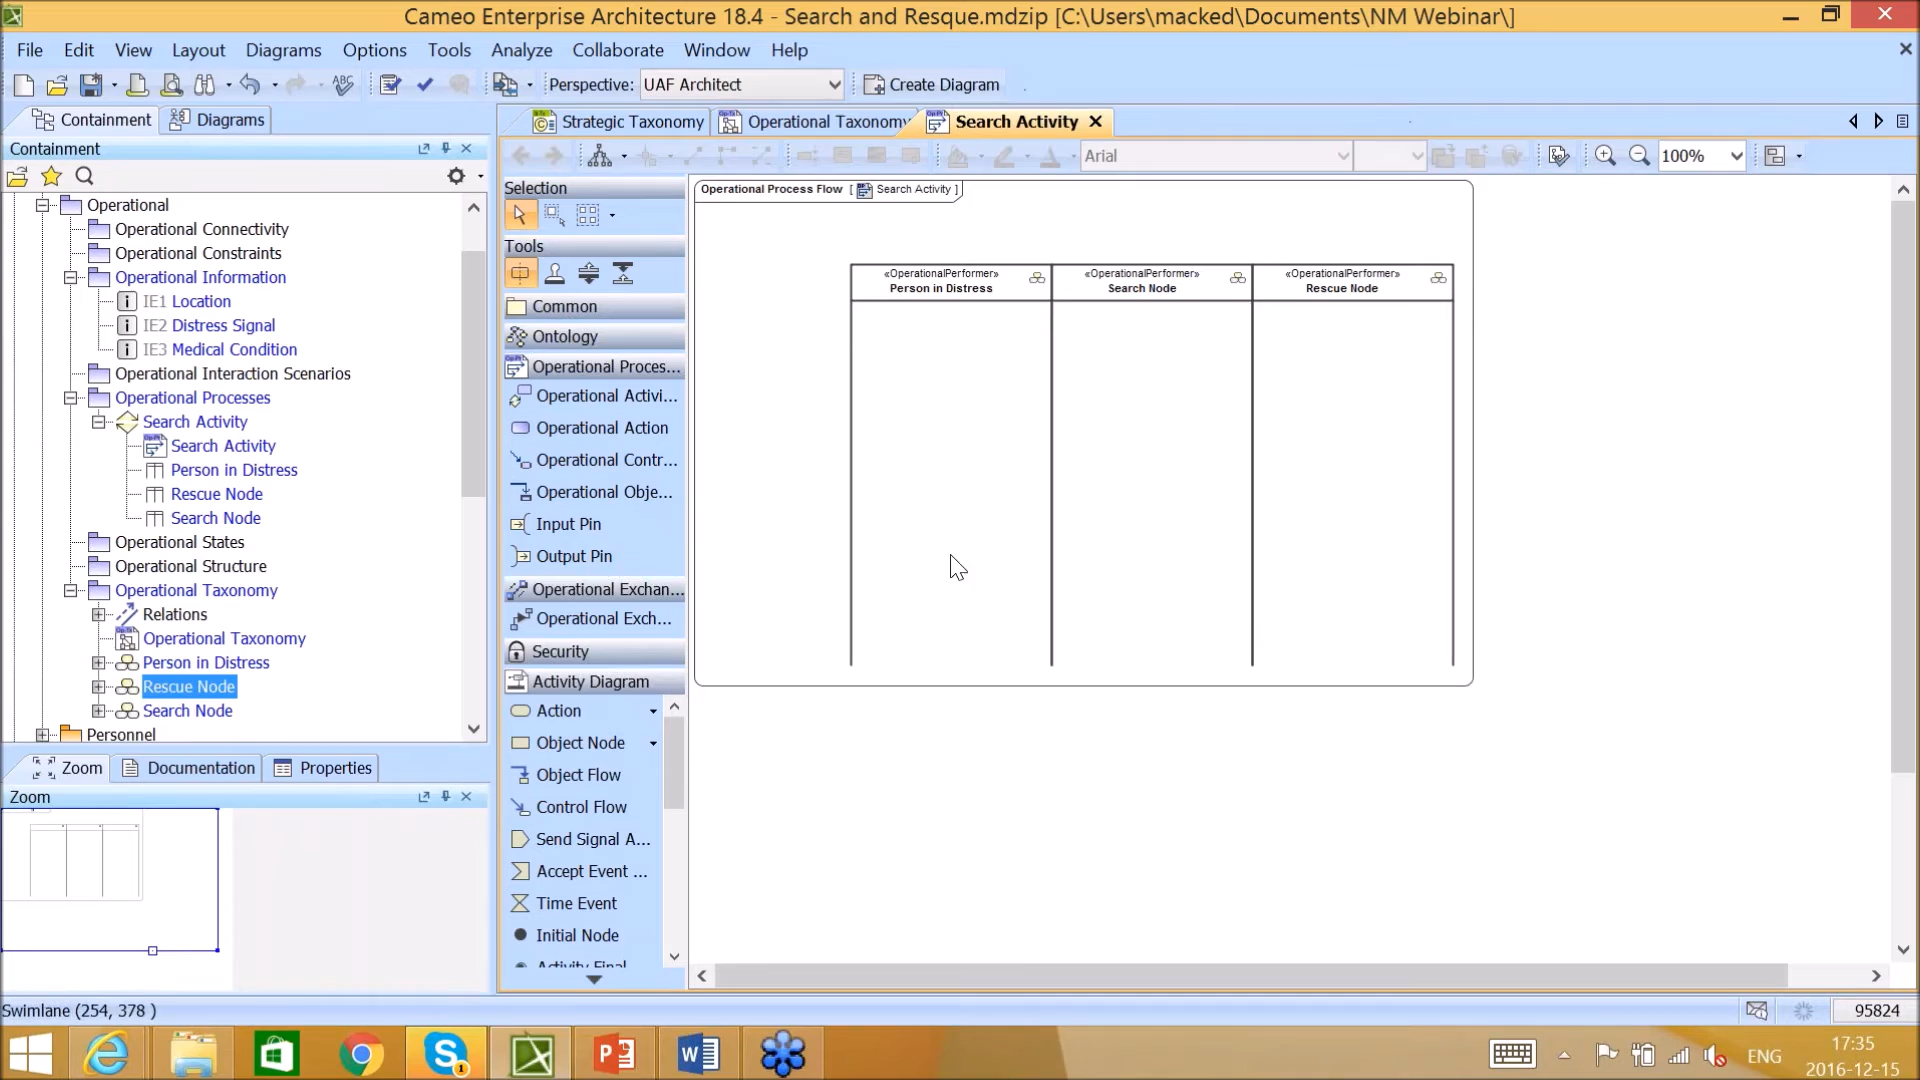 Cameo Enterprise Architecture 18.4 - Search and Resque.mdzip [C:\Users\macked\Documents\NM Webinar\]
File Edit View Layout Diagrams Options Tools Analyze Collaborate Window Help
Perspective: UAF Architect Create Diagram
Containment Diagrams
Strategic Taxonomy Operational Taxonomy Search Activity
Containment
Arial 100%
Operational
Operational Connectivity
Operational Constraints
Operational Information
IE1 Location
IE2 Distress Signal
IE3 Medical Condition
Operational Interaction Scenarios
Operational Processes
Search Activity
Search Activity
Person in Distress
Rescue Node
Search Node
Operational States
Operational Structure
Operational Taxonomy
Relations
Operational Taxonomy
Person in Distress
Rescue Node
Search Node
Personnel
Zoom Documentation Properties
Zoom
Selection
Tools
Common
Ontology
Operational Proces...
Operational Activi...
Operational Action
Operational Contr...
Operational Obje...
Input Pin
Output Pin
Operational Exchan...
Operational Exch...
Security
Activity Diagram
Action
Object Node
Object Flow
Control Flow
Send Signal A...
Accept Event ...
Time Event
Initial Node
Activity Final
Operational Process Flow [ Search Activity ]
«OperationalPerformer»
Person in Distress
«OperationalPerformer»
Search Node
«OperationalPerformer»
Rescue Node
Swimlane (254, 378 )
95824
ENG
17:35
2016-12-15